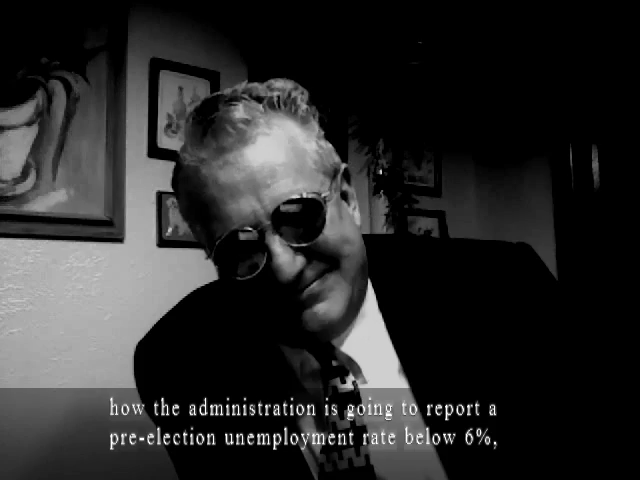 how the administration is going to report a
pre-election unemployment rate below 6%,